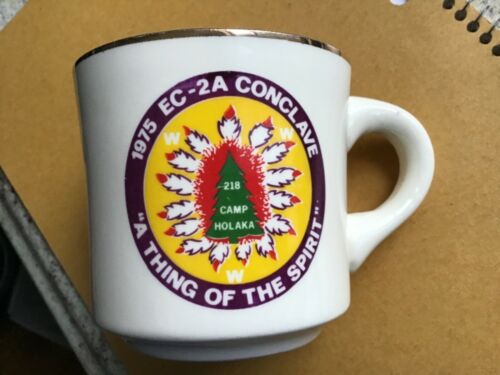 1975 EC-2A CONCLAVE
W W
218
CAMP
HOLAKA
W
"A THING OF THE SPIRIT"